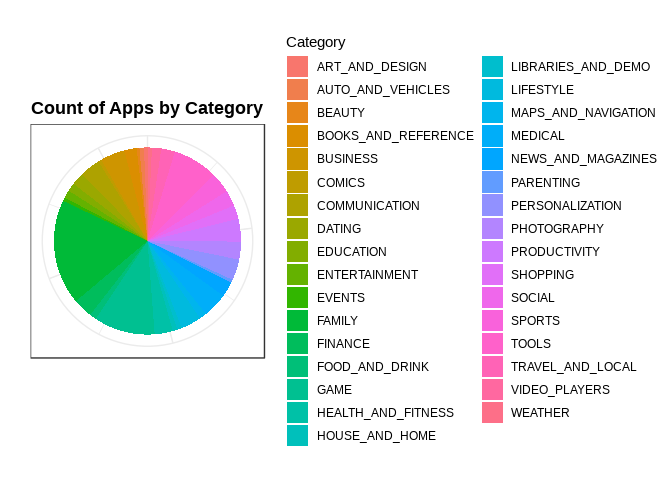 Count of Apps by Category
Category
ART_AND_DESIGN
AUTO_AND_VEHICLES
BEAUTY
BOOKS_AND_REFERENCE
BUSINESS
COMICS
COMMUNICATION
DATING
EDUCATION
ENTERTAINMENT
EVENTS
FAMILY
FINANCE
FOOD_AND_DRINK
GAME
HEALTH_AND_FITNESS
HOUSE_AND_HOME
LIBRARIES_AND_DEMO
LIFESTYLE
MAPS_AND_NAVIGATION
MEDICAL
NEWS_AND_MAGAZINES
PARENTING
PERSONALIZATION
PHOTOGRAPHY
PRODUCTIVITY
SHOPPING
SOCIAL
SPORTS
TOOLS
TRAVEL_AND_LOCAL
VIDEO_PLAYERS
WEATHER